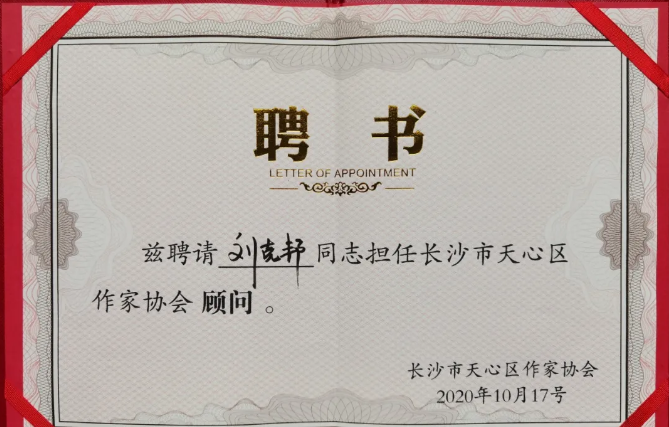 聘 书
LETTER OF APPOINTMENT
兹聘请 刘克邦 同志担任长沙市天心区
作家协会 顾问 。
长沙市天心区作家协会
2020年10月17号